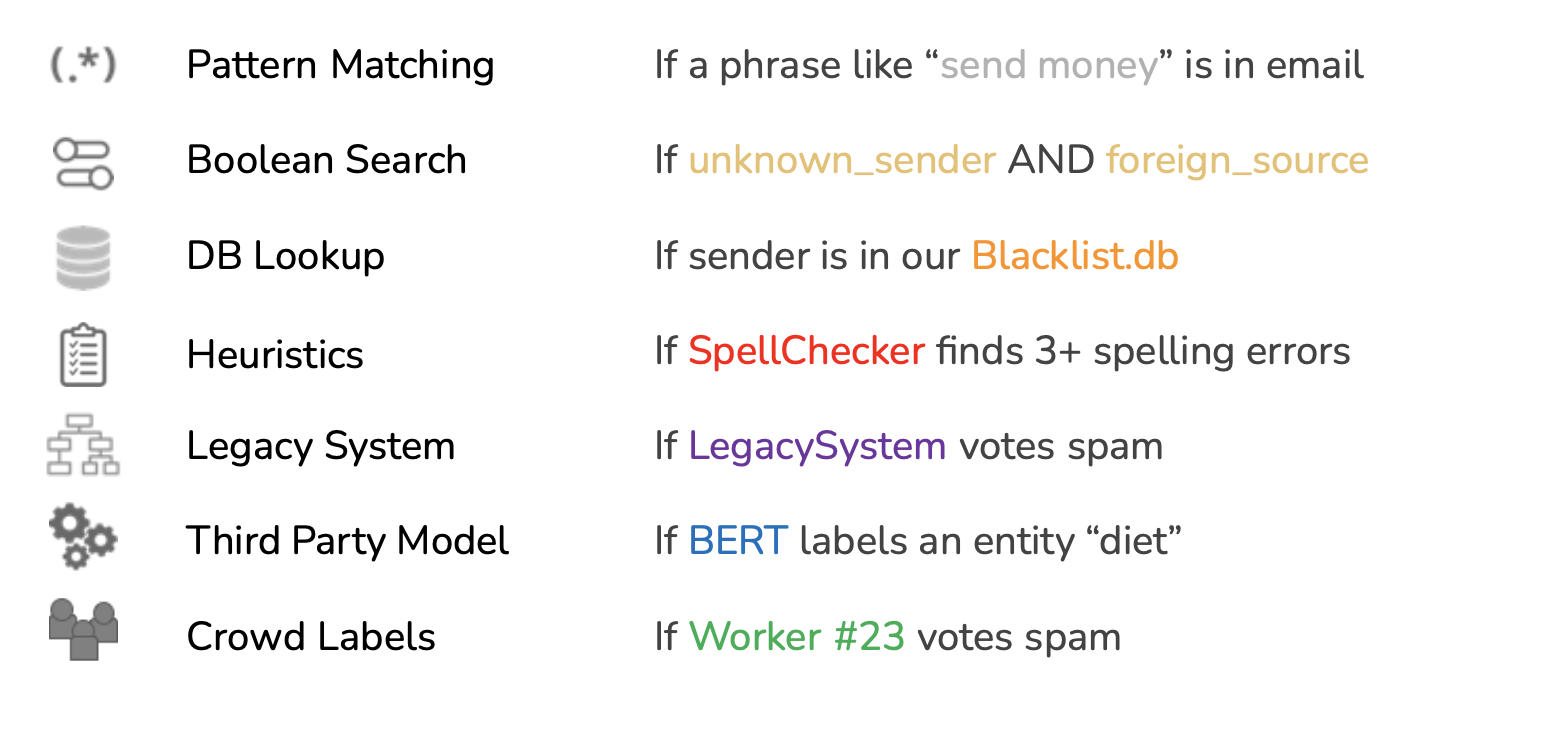 (.*) Pattern Matching If a phrase like “send money” is in email
Boolean Search If unknown_sender AND foreign_source
DB Lookup If sender is in our Blacklist.db
Heuristics If SpellChecker finds 3+ spelling errors
Legacy System If LegacySystem votes spam
Third Party Model If BERT labels an entity “diet”
Crowd Labels If Worker #23 votes spam